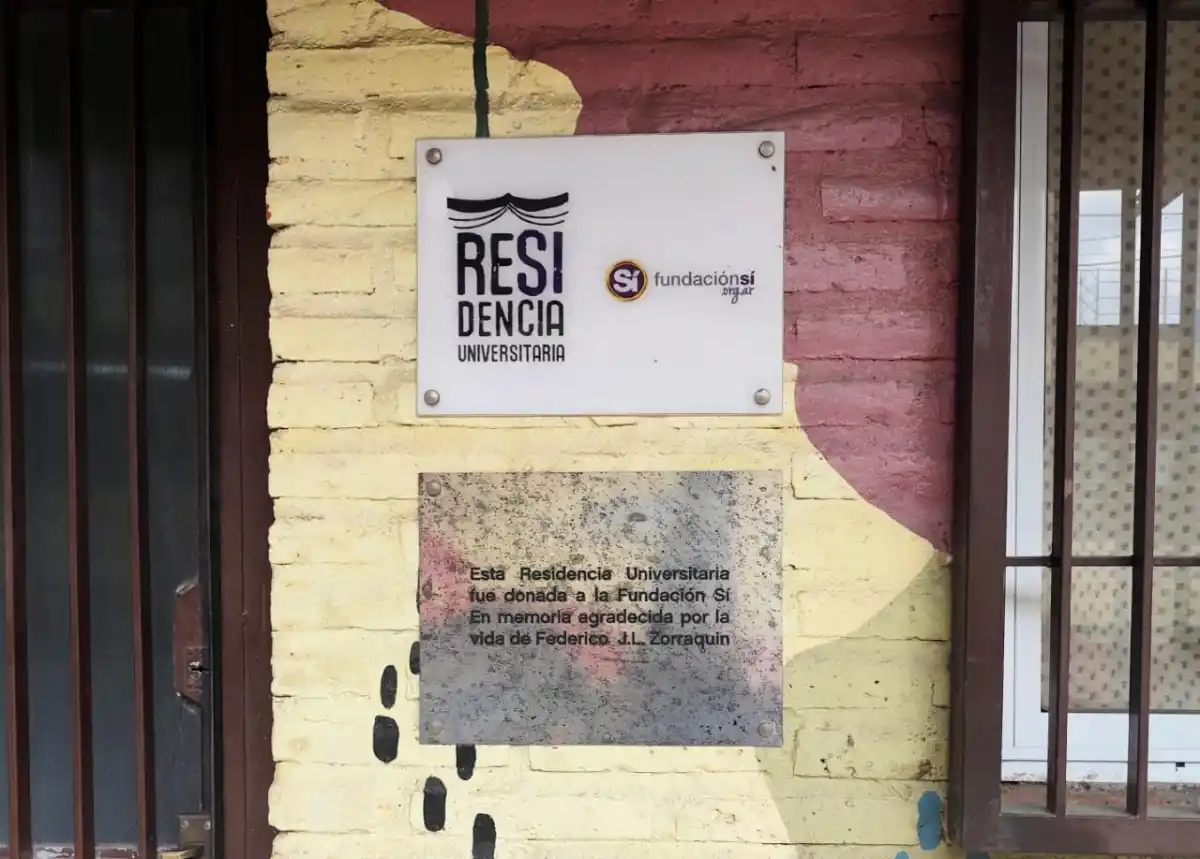 RESI
DENCIA
UNIVERSITARIA
Sí fundaciónsí
.org.ar
Esta Residencia Universitaria
fue donada a la Fundación Sí
En memoria agradecida por la
vida de Federico J.L. Zorraquin